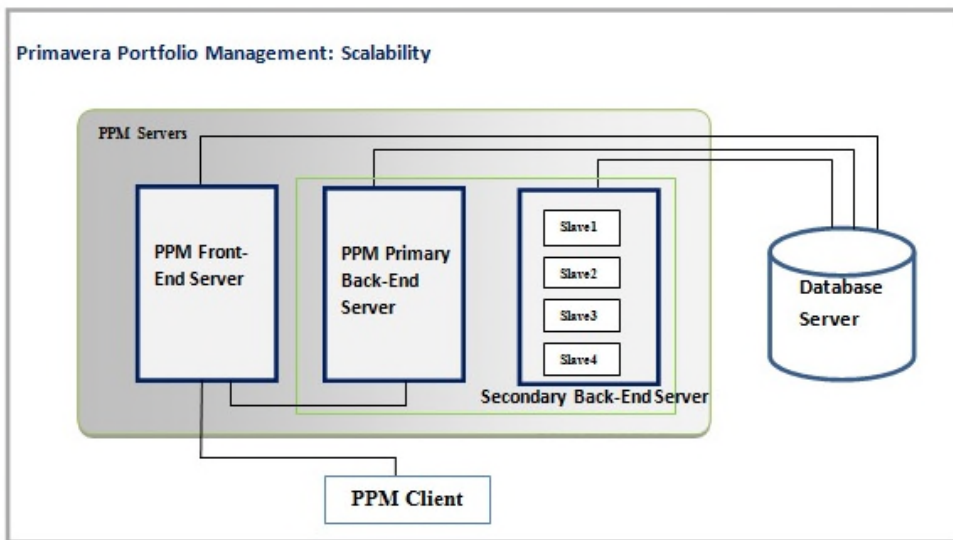 Primavera Portfolio Management: Scalability
PPM Servers
PPM Front-
End Server
PPM Primary
Back-End
Server
Slave1
Slave2
Slave3
Slave4
Secondary Back-End Server
Database
Server
PPM Client